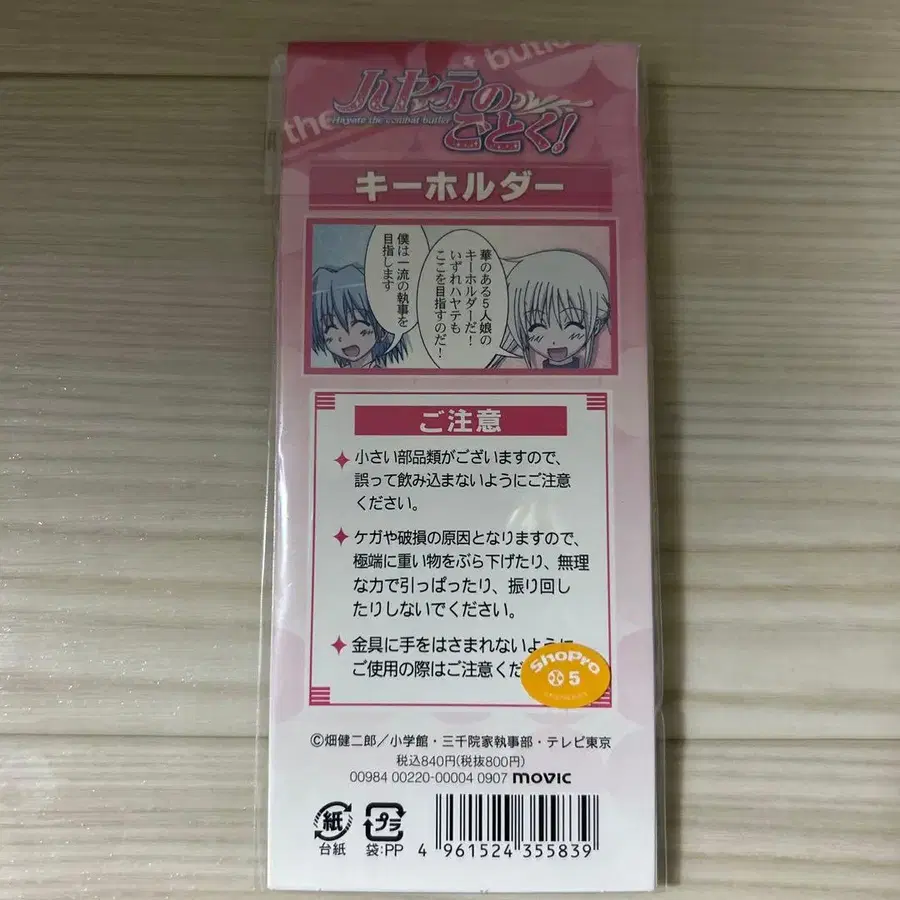 the
f butle
ハヤテの
ごとく!
Hayate the combat butler
キーホルダー
僕は一流の執事を
目指します
華のある5人娘の
キーホルダーだ!
いずれハヤテも
ここを目指すのだ!
ご注意
小さい部品類がございますので、
誤って飲み込まないようにご注意
ください。
ケガや破損の原因となりますので、
極端に重い物をぶら下げたり、無理
な力で引っぱったり、振り回し
たりしないでください。
金具に手をはさまれないように
ご使用の際はご注意くだ
ShoPro
5
©畑健二郎/小学館・三千院家執事部・テレビ東京
税込840円(税抜800円)
00984 00220-00004 0907 movic
紙
台紙
プラ
袋:PP
4 961524 355839